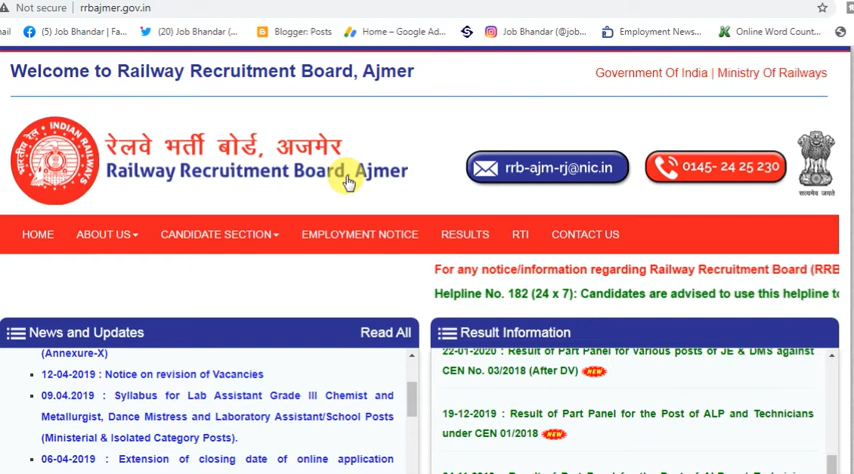 Not secure | rrbajmer.gov.in
(5) Job Bhandari | Fa...
(20) Job Bhandari (...
Blogger: Posts
Home – Google Ad...
Job Bhandari (@job...
Employment News...
Online Word Count...
Welcome to Railway Recruitment Board, Ajmer
Government Of India | Ministry Of Railways
भारतीय रेल INDIAN RAILWAYS
रेलवे भर्ती बोर्ड, अजमेर
Railway Recruitment Board, Ajmer
rrb-ajm-rj@nic.in
0145- 24 25 230
सत्यमेव जयते
HOME
ABOUT US
CANDIDATE SECTION
EMPLOYMENT NOTICE
RESULTS
RTI
CONTACT US
For any notice/information regarding Railway Recruitment Board (RRB
Helpline No. 182 (24 x 7): Candidates are advised to use this helpline to
News and Updates
Read All
(Annexure-X)
12-04-2019 : Notice on revision of Vacancies
09.04.2019 : Syllabus for Lab Assistant Grade III Chemist and
Metallurgist, Dance Mistress and Laboratory Assistant/School Posts
(Ministerial & Isolated Category Posts).
06-04-2019 : Extension of closing date of online application
Result Information
22-01-2020 : Result of Part Panel for Various posts of JE & DMS against
CEN No. 03/2018 (After DV) NEW
19-12-2019 : Result of Part Panel for the Post of ALP and Technicians
under CEN 01/2018 NEW